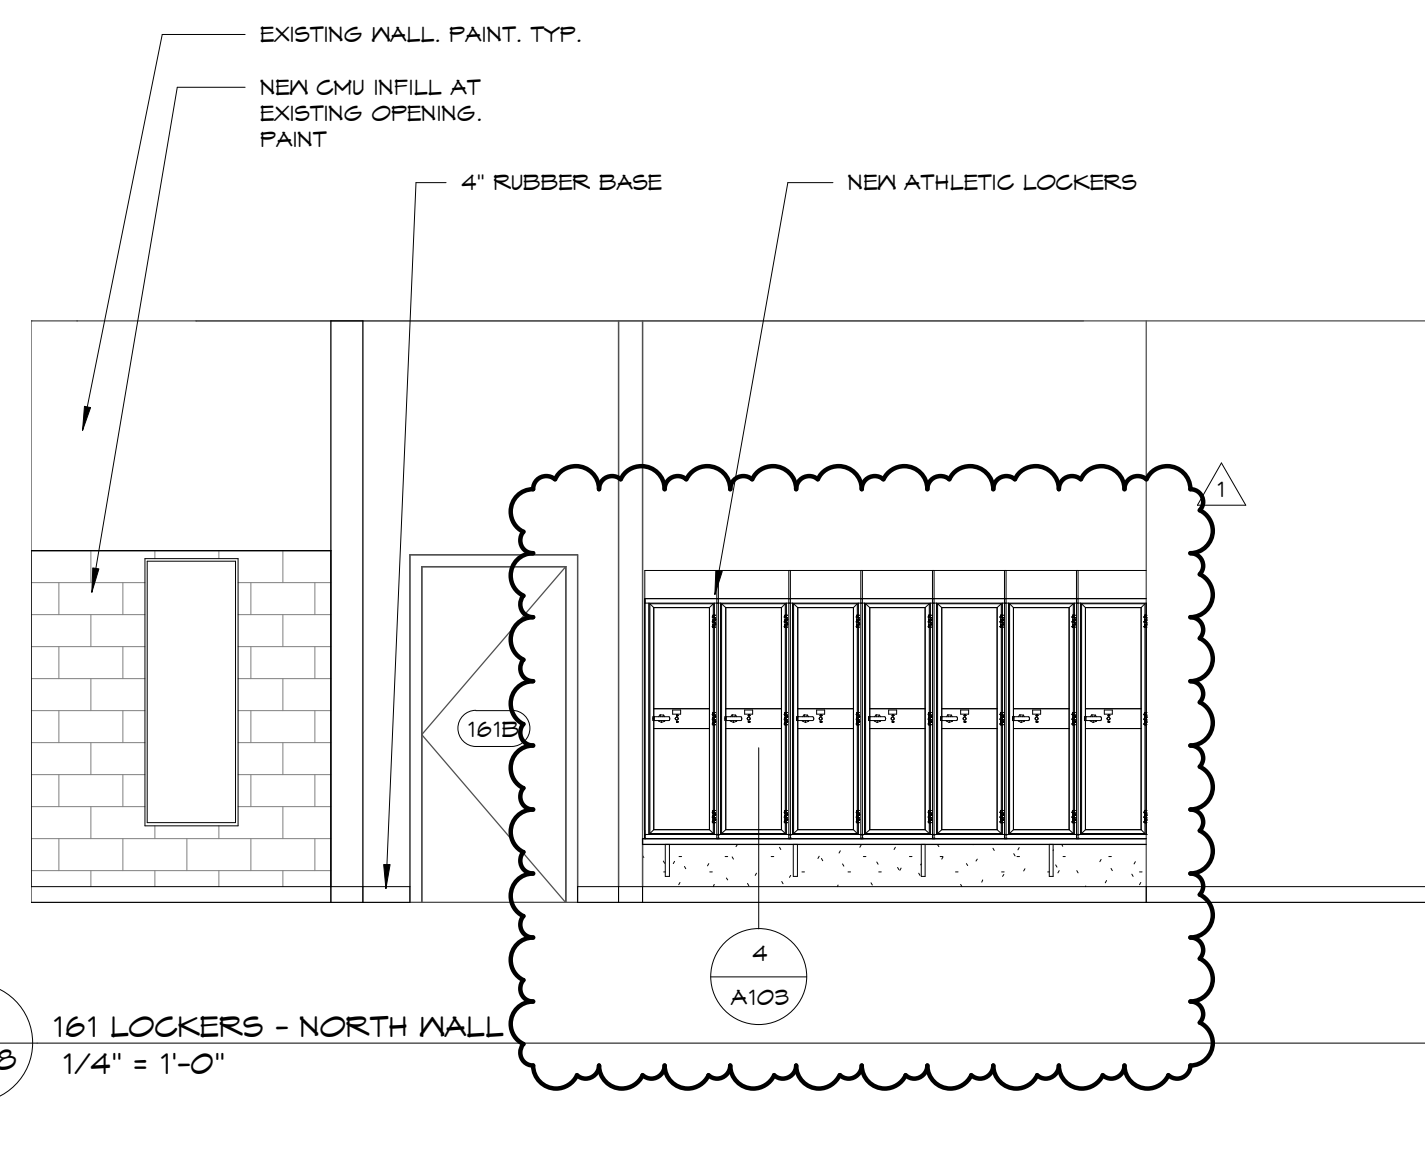 EXISTING WALL. PAINT. TYP.
NEW CMU INFILL AT
EXISTING OPENING.
PAINT
4" RUBBER BASE
NEW ATHLETIC LOCKERS
1
161B
4
A103
161 LOCKERS - NORTH WALL
8
1/4" = 1'-0"